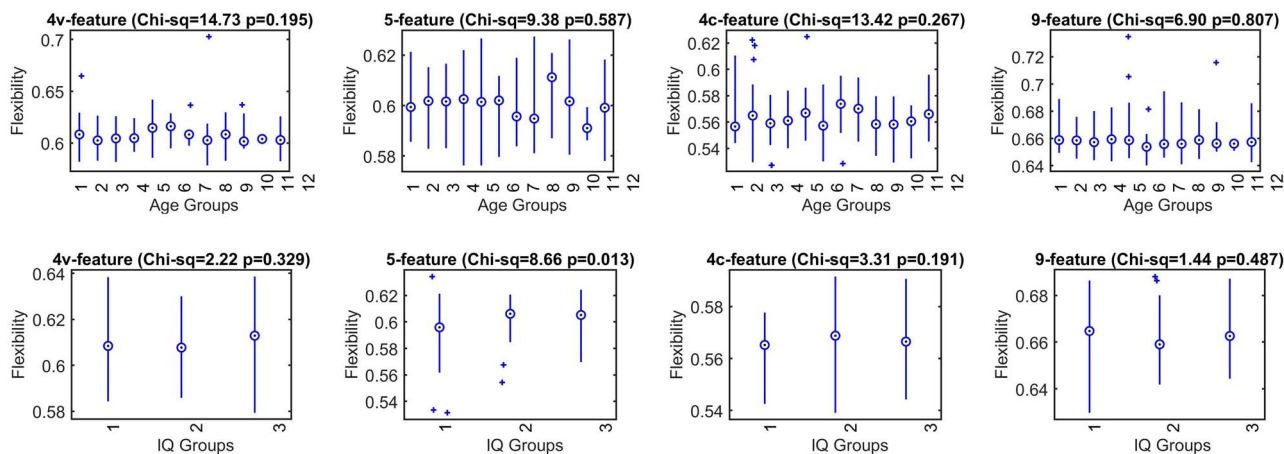 4v-feature (Chi-sq=14.73 p=0.195)
5-feature (Chi-sq=9.38 p=0.587)
4c-feature (Chi-sq=13.42 p=0.267)
9-feature (Chi-sq=6.90 p=0.807)
Flexibility
0.7
0.65
0.6
1 2 3 4 5 6 7 8 9 10 11 12
Age Groups
Flexibility
0.62
0.6
0.58
1 2 3 4 5 6 7 8 9 10 11 12
Age Groups
Flexibility
0.62
0.6
0.58
0.56
0.54
1 2 3 4 5 6 7 8 9 10 11 12
Age Groups
Flexibility
0.72
0.7
0.68
0.66
0.64
1 2 3 4 5 6 7 8 9 10 11 12
Age Groups
4v-feature (Chi-sq=2.22 p=0.329)
5-feature (Chi-sq=8.66 p=0.013)
4c-feature (Chi-sq=3.31 p=0.191)
9-feature (Chi-sq=1.44 p=0.487)
Flexibility
0.64
0.62
0.6
0.58
1 2 3
IQ Groups
Flexibility
0.62
0.6
0.58
0.56
0.54
1 2 3
IQ Groups
Flexibility
0.58
0.56
0.54
1 2 3
IQ Groups
Flexibility
0.68
0.66
0.64
1 2 3
IQ Groups